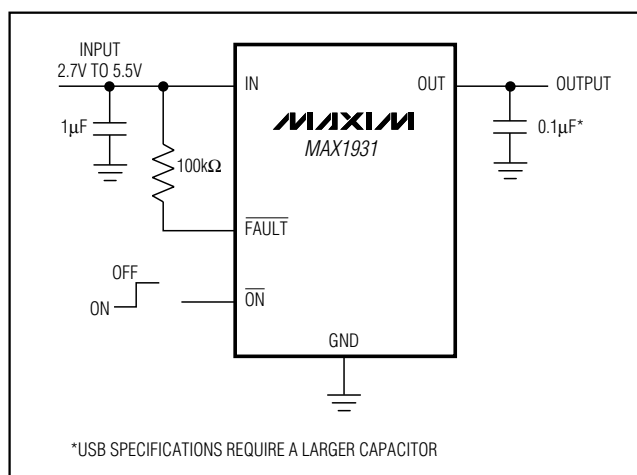 INPUT
2.7V TO 5.5V
IN
OUT
OUTPUT
1µF
MAXIM
MAX1931
0.1µF*
100kΩ
FAULT
OFF
ON
ON
GND
*USB SPECIFICATIONS REQUIRE A LARGER CAPACITOR